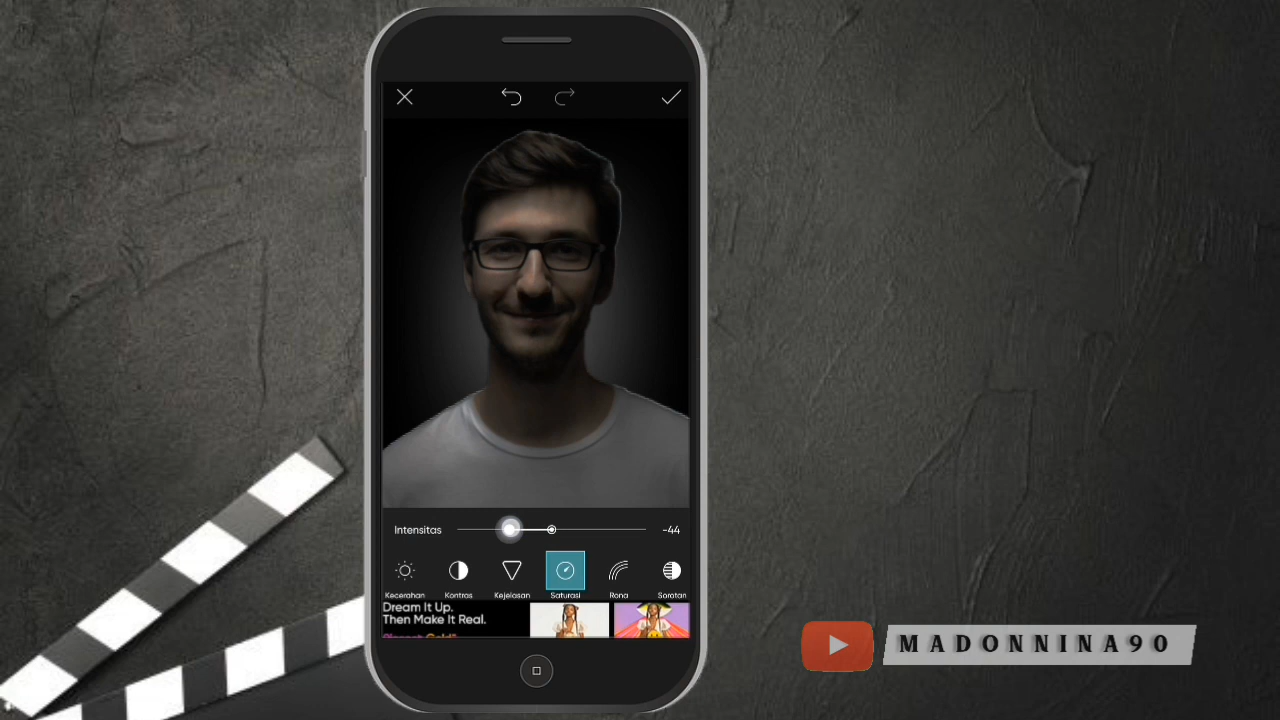 Intensitas -44
Kecerahan Kontras Kejelasan Saturasi Rona Sorotan
Dream It Up.
Then Make It Real.
MADONNINA90